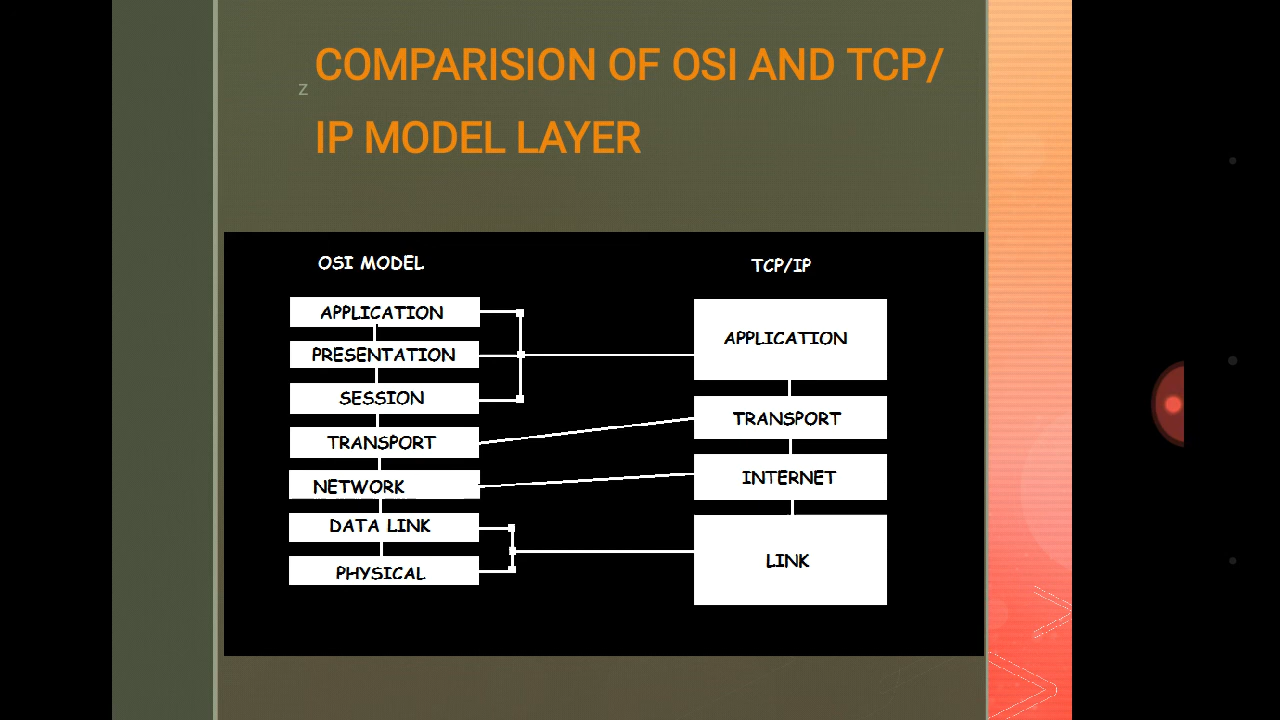 COMPARISION OF OSI AND TCP/
z
IP MODEL LAYER
OSI MODEL
TCP/IP
APPLICATION
PRESENTATION
SESSION
TRANSPORT
NETWORK
DATA LINK
PHYSICAL
APPLICATION
TRANSPORT
INTERNET
LINK